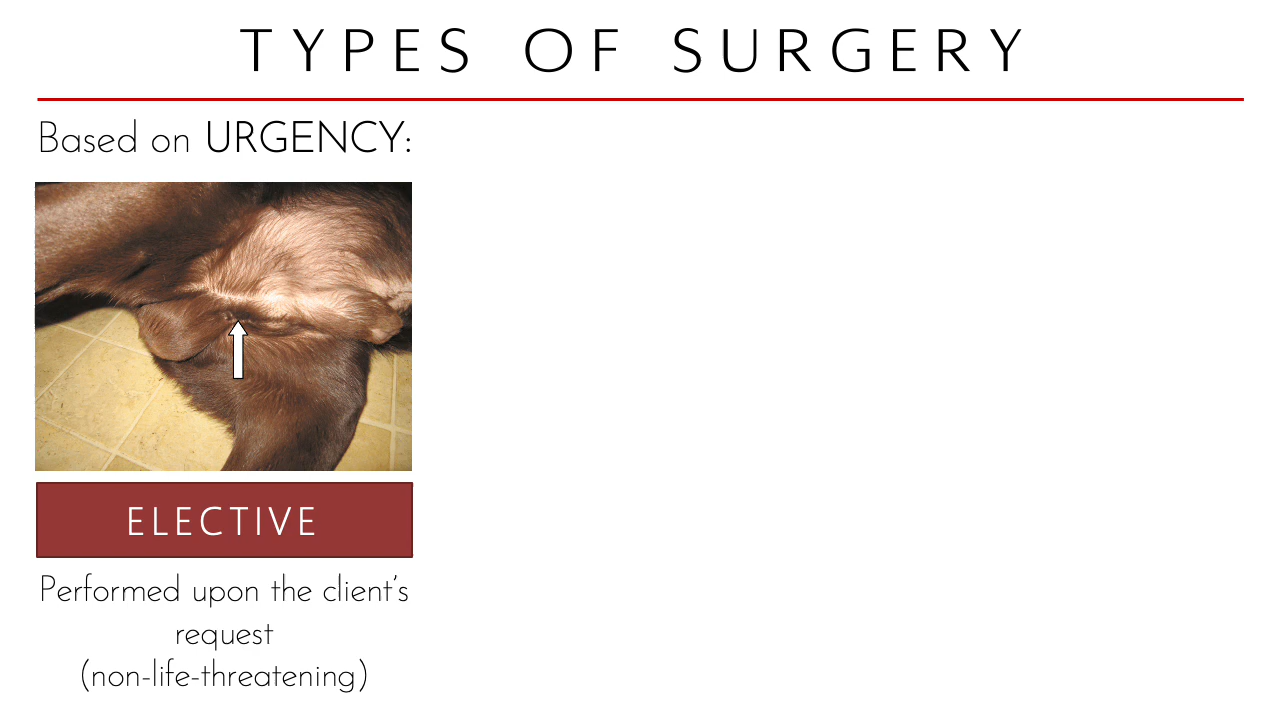 TYPES OF SURGERY
Based on URGENCY:
ELECTIVE
Performed upon the client’s
request
(non-life-threatening)